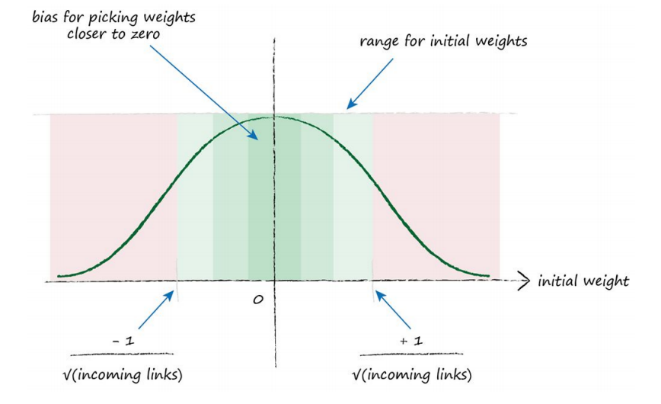 bias for picking weights
closer to zero
range for initial weights
initial weight
0
- 1
√(incoming links)
+ 1
√(incoming links)